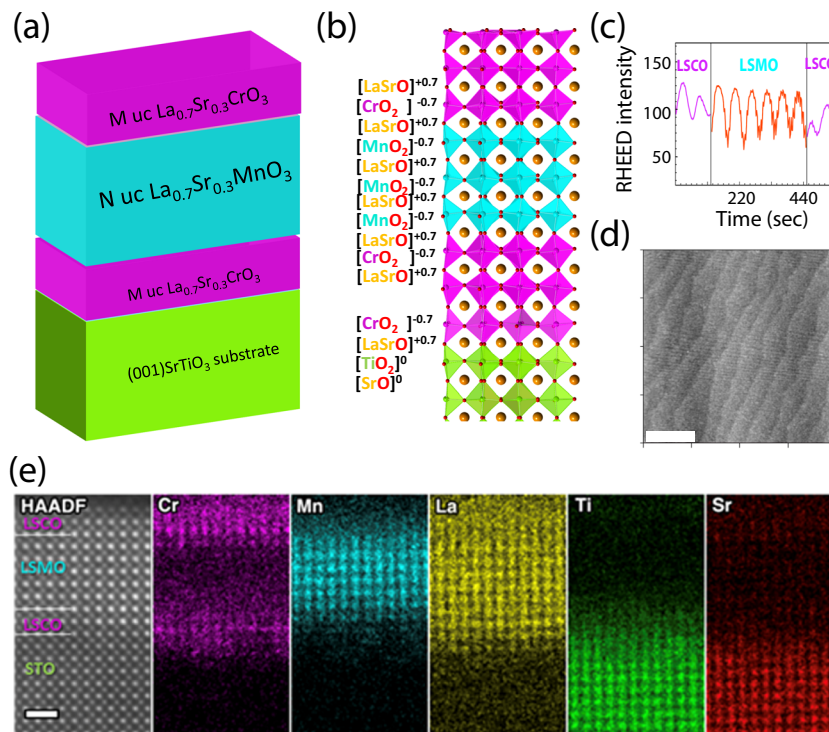 (a)
M uc La0.7Sr0.3CrO3
N uc La0.7Sr0.3MnO3
M uc La0.7Sr0.3CrO3
(001)SrTiO3 substrate
(b)
[LaSrO]+0.7
[CrO2 ]-0.7
[LaSrO]+0.7
[MnO2]-0.7
[LaSrO]+0.7
[MnO2]-0.7
[LaSrO]+0.7
[MnO2]-0.7
[LaSrO]+0.7
[CrO2 ]-0.7
[LaSrO]+0.7
[CrO2 ]-0.7
[LaSrO]+0.7
[TiO2]0
[SrO]0
(c)
RHEED intensity
150
100
50
LSCO
LSMO
LSCO
220
440
Time (sec)
(d)
(e)
HAADF
LSCO
LSMO
LSCO
STO
Cr
Mn
La
Ti
Sr